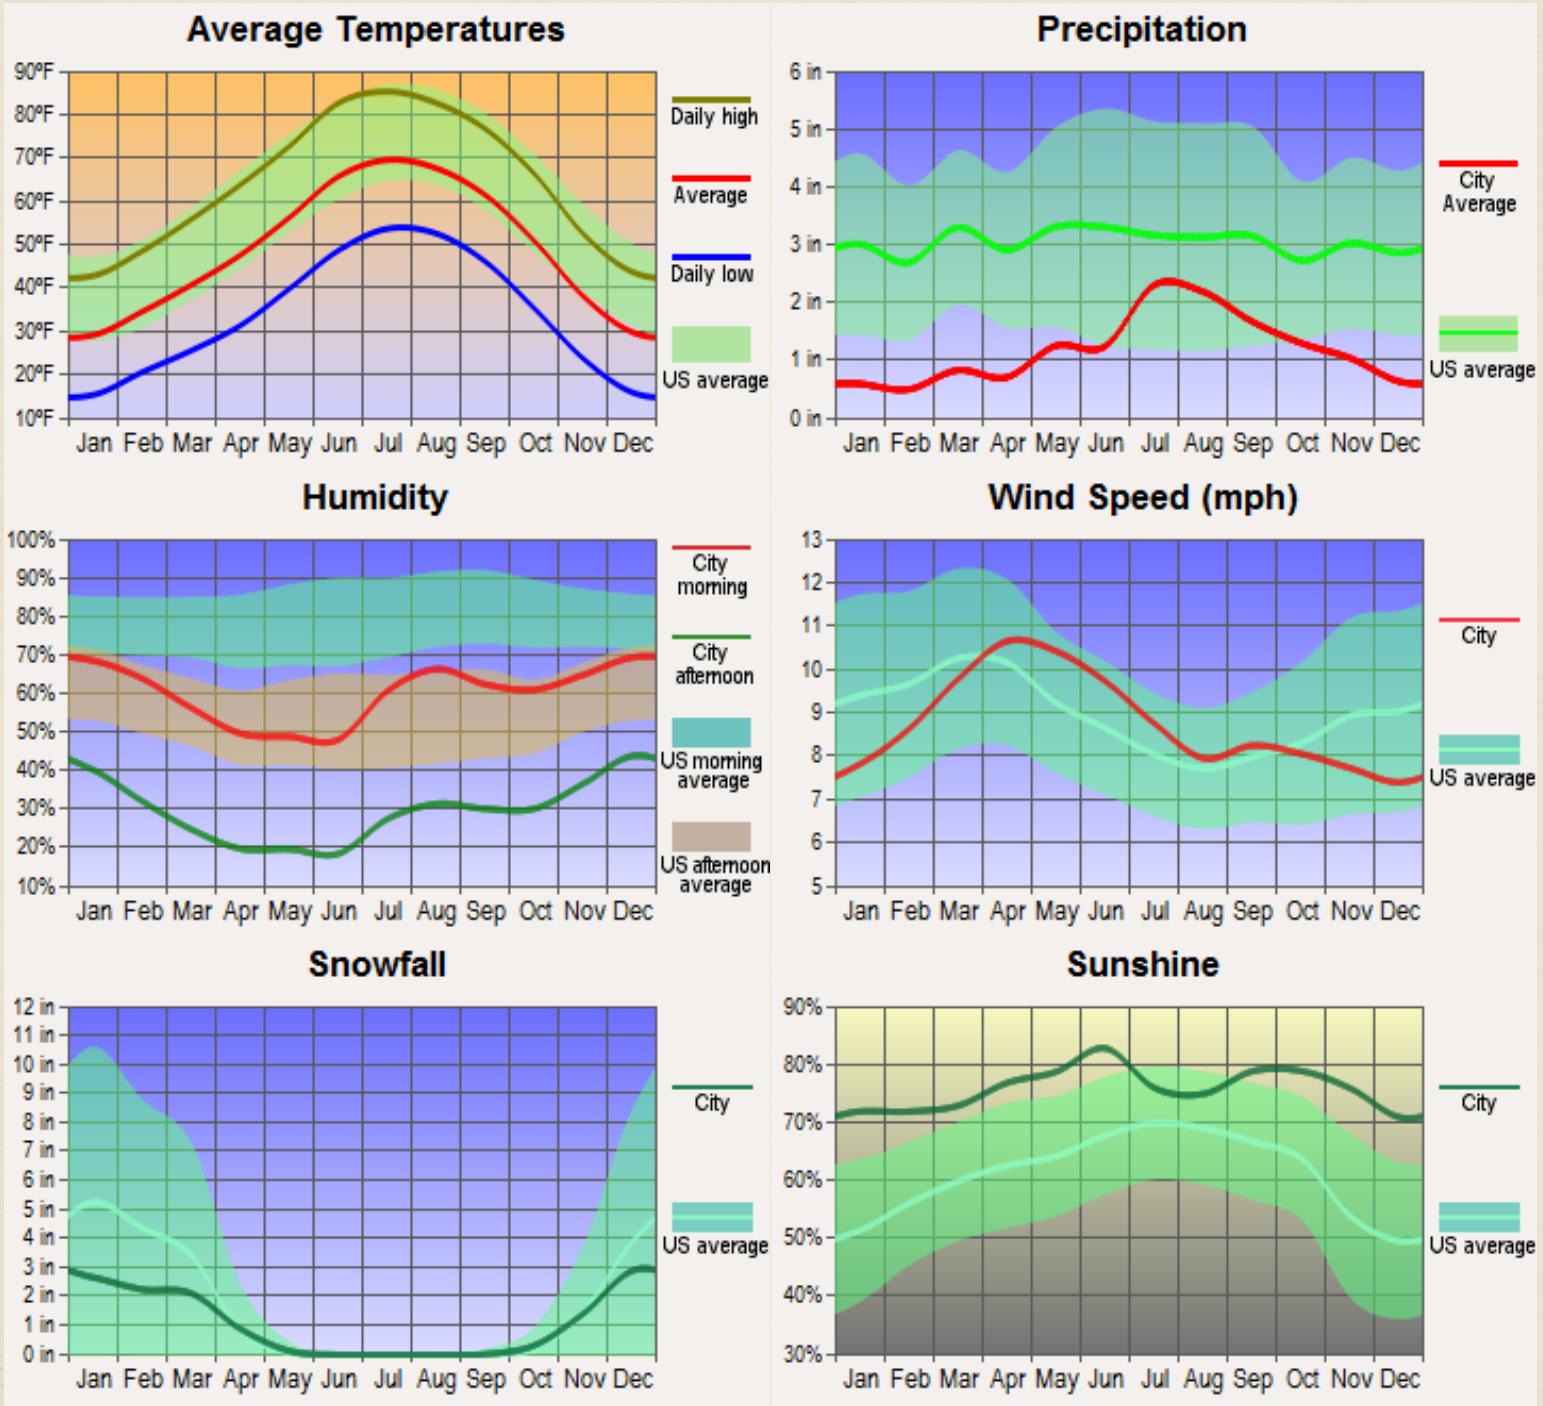 Average Temperatures
90ºF
80ºF
70ºF
60ºF
50ºF
40ºF
30ºF
20ºF
10ºF
Jan Feb Mar Apr May Jun Jul Aug Sep Oct Nov Dec
Daily high
Average
Daily low
US average
Precipitation
6 in
5 in
4 in
3 in
2 in
1 in
0 in
Jan Feb Mar Apr May Jun Jul Aug Sep Oct Nov Dec
City
Average
US average
Humidity
100%
90%
80%
70%
60%
50%
40%
30%
20%
10%
Jan Feb Mar Apr May Jun Jul Aug Sep Oct Nov Dec
City
morning
City
afternoon
US morning
average
US afternoon
average
Wind Speed (mph)
13
12
11
10
9
8
7
6
5
Jan Feb Mar Apr May Jun Jul Aug Sep Oct Nov Dec
City
US average
Snowfall
12 in
11 in
10 in
9 in
8 in
7 in
6 in
5 in
4 in
3 in
2 in
1 in
0 in
Jan Feb Mar Apr May Jun Jul Aug Sep Oct Nov Dec
City
US average
Sunshine
90%
80%
70%
60%
50%
40%
30%
Jan Feb Mar Apr May Jun Jul Aug Sep Oct Nov Dec
City
US average